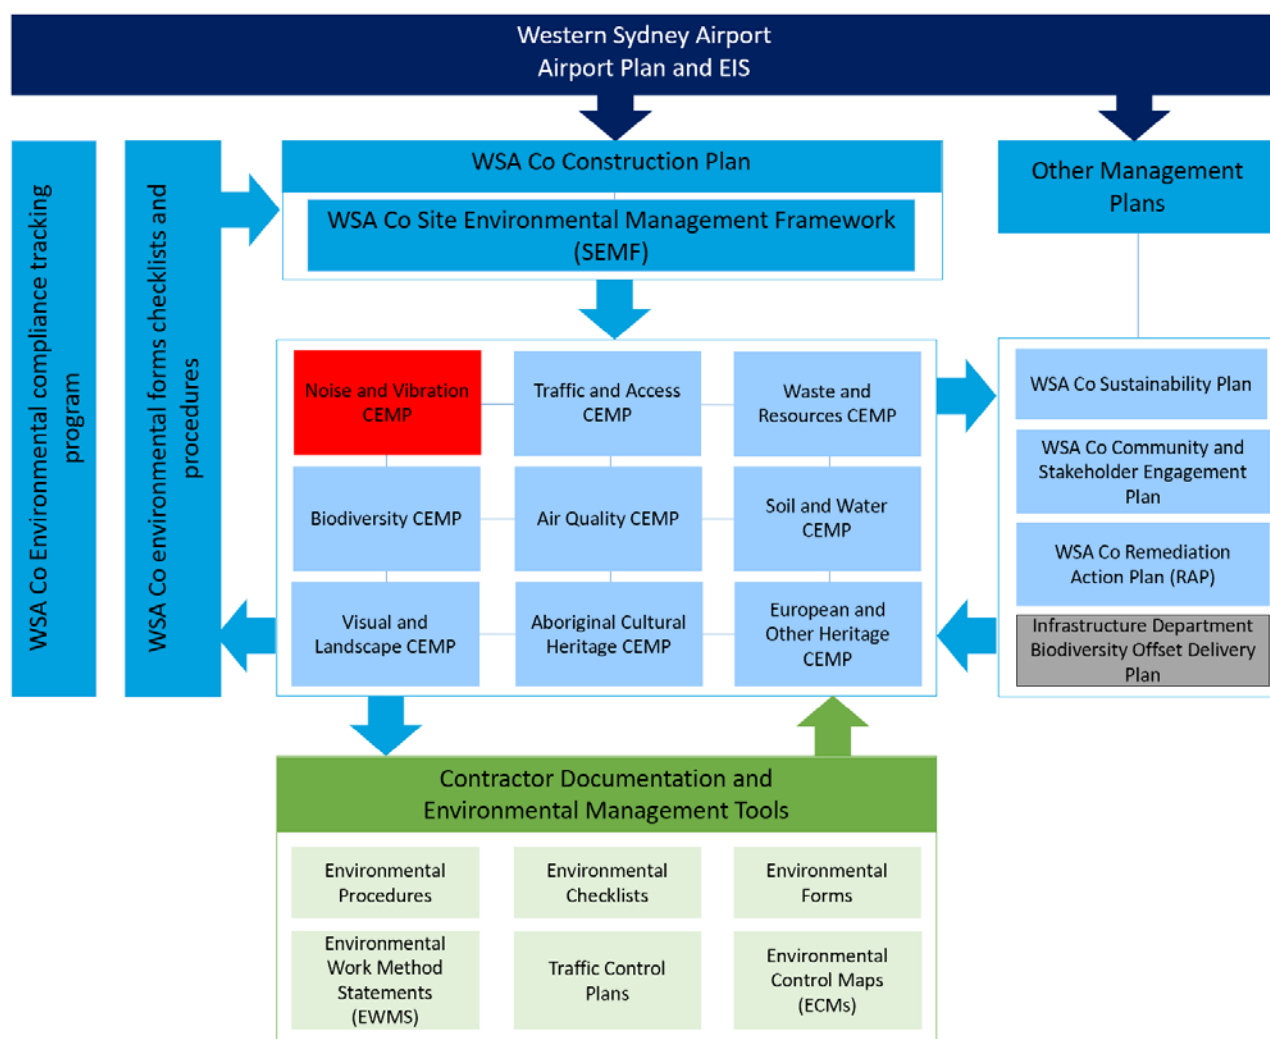 Western Sydney Airport
Airport Plan and EIS
WSA Co Environmental compliance tracking
program
WSA Co environmental forms checklists and
procedures
WSA Co Construction Plan
WSA Co Site Environmental Management Framework
(SEMF)
Other Management
Plans
Noise and Vibration
CEMP
Traffic and Access
CEMP
Waste and
Resources CEMP
Biodiversity CEMP
Air Quality CEMP
Soil and Water
CEMP
Visual and
Landscape CEMP
Aboriginal Cultural
Heritage CEMP
European and
Other Heritage
CEMP
WSA Co Sustainability Plan
WSA Co Community and
Stakeholder Engagement
Plan
WSA Co Remediation
Action Plan (RAP)
Infrastructure Department
Biodiversity Offset Delivery
Plan
Contractor Documentation and
Environmental Management Tools
Environmental
Procedures
Environmental
Checklists
Environmental
Forms
Environmental
Work Method
Statements
(EWMS)
Traffic Control
Plans
Environmental
Control Maps
(ECMs)